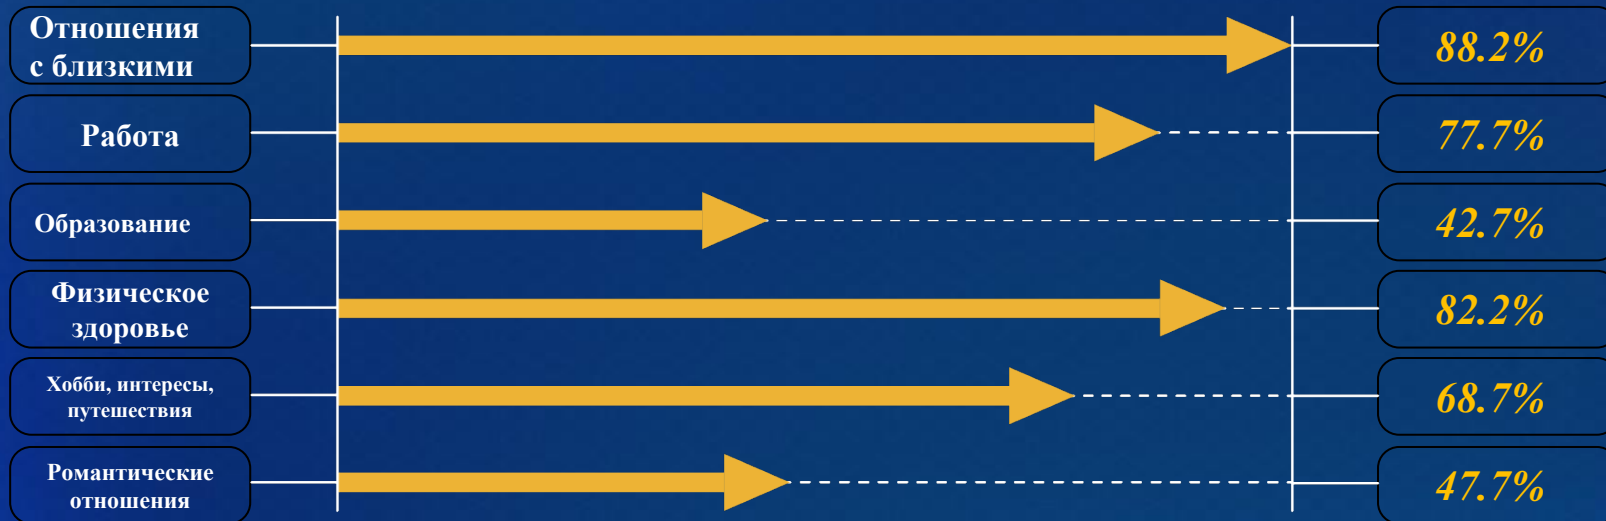 Отношения
с близкими
88.2%
Работа
77.7%
Образование
42.7%
Физическое
здоровье
82.2%
Хобби, интересы,
путешествия
68.7%
Романтические
отношения
47.7%